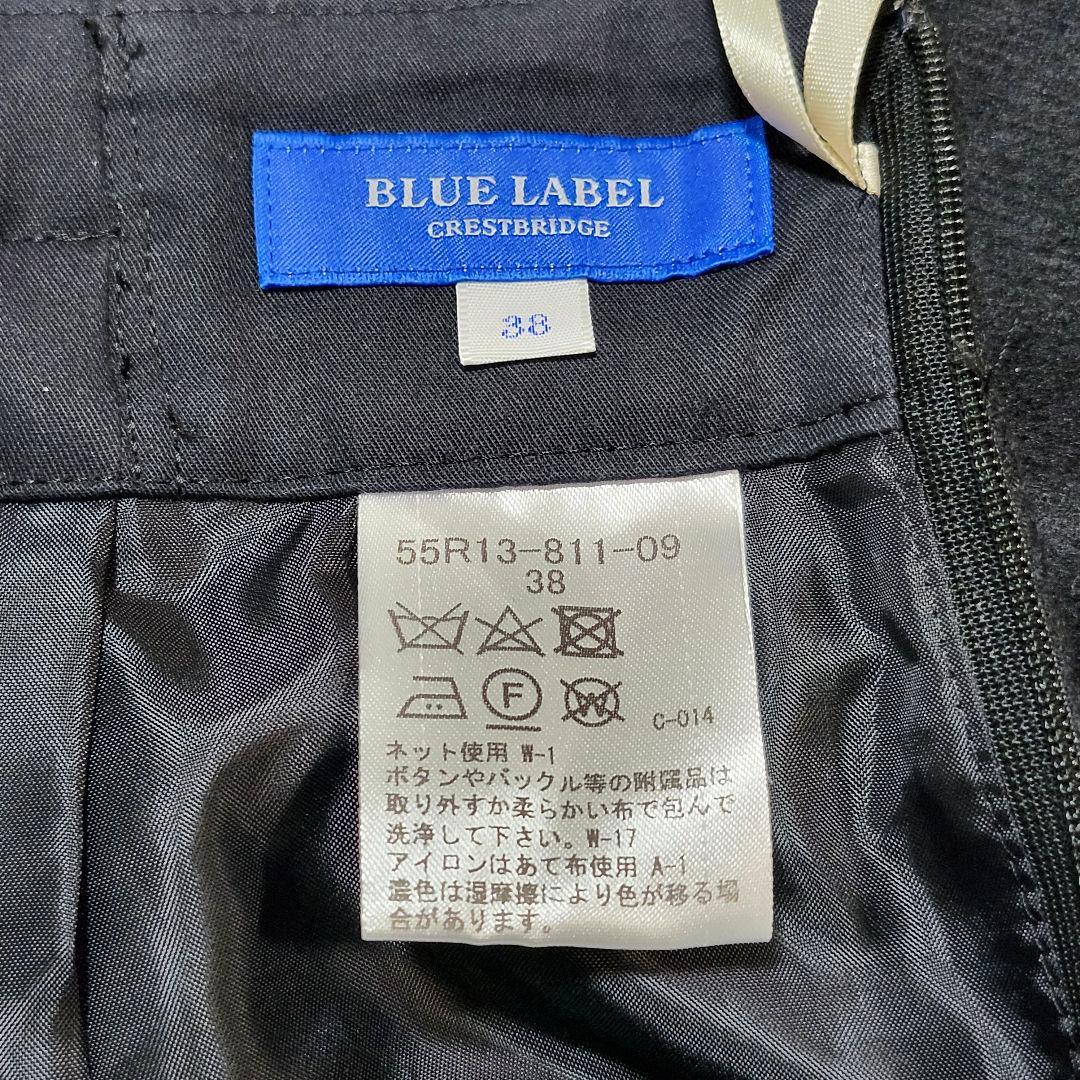 BLUE LABEL
CRESTBRIDGE
38
55R13-811-09
38
F
W
C-014
ネット使用 W-1
ボタンやバックル等の附属品は
取り外すか柔らかい布で包んで
洗浄して下さい。W-17
アイロンはあて布使用 A-1
濃色は湿摩擦により色が移る場
合があります。